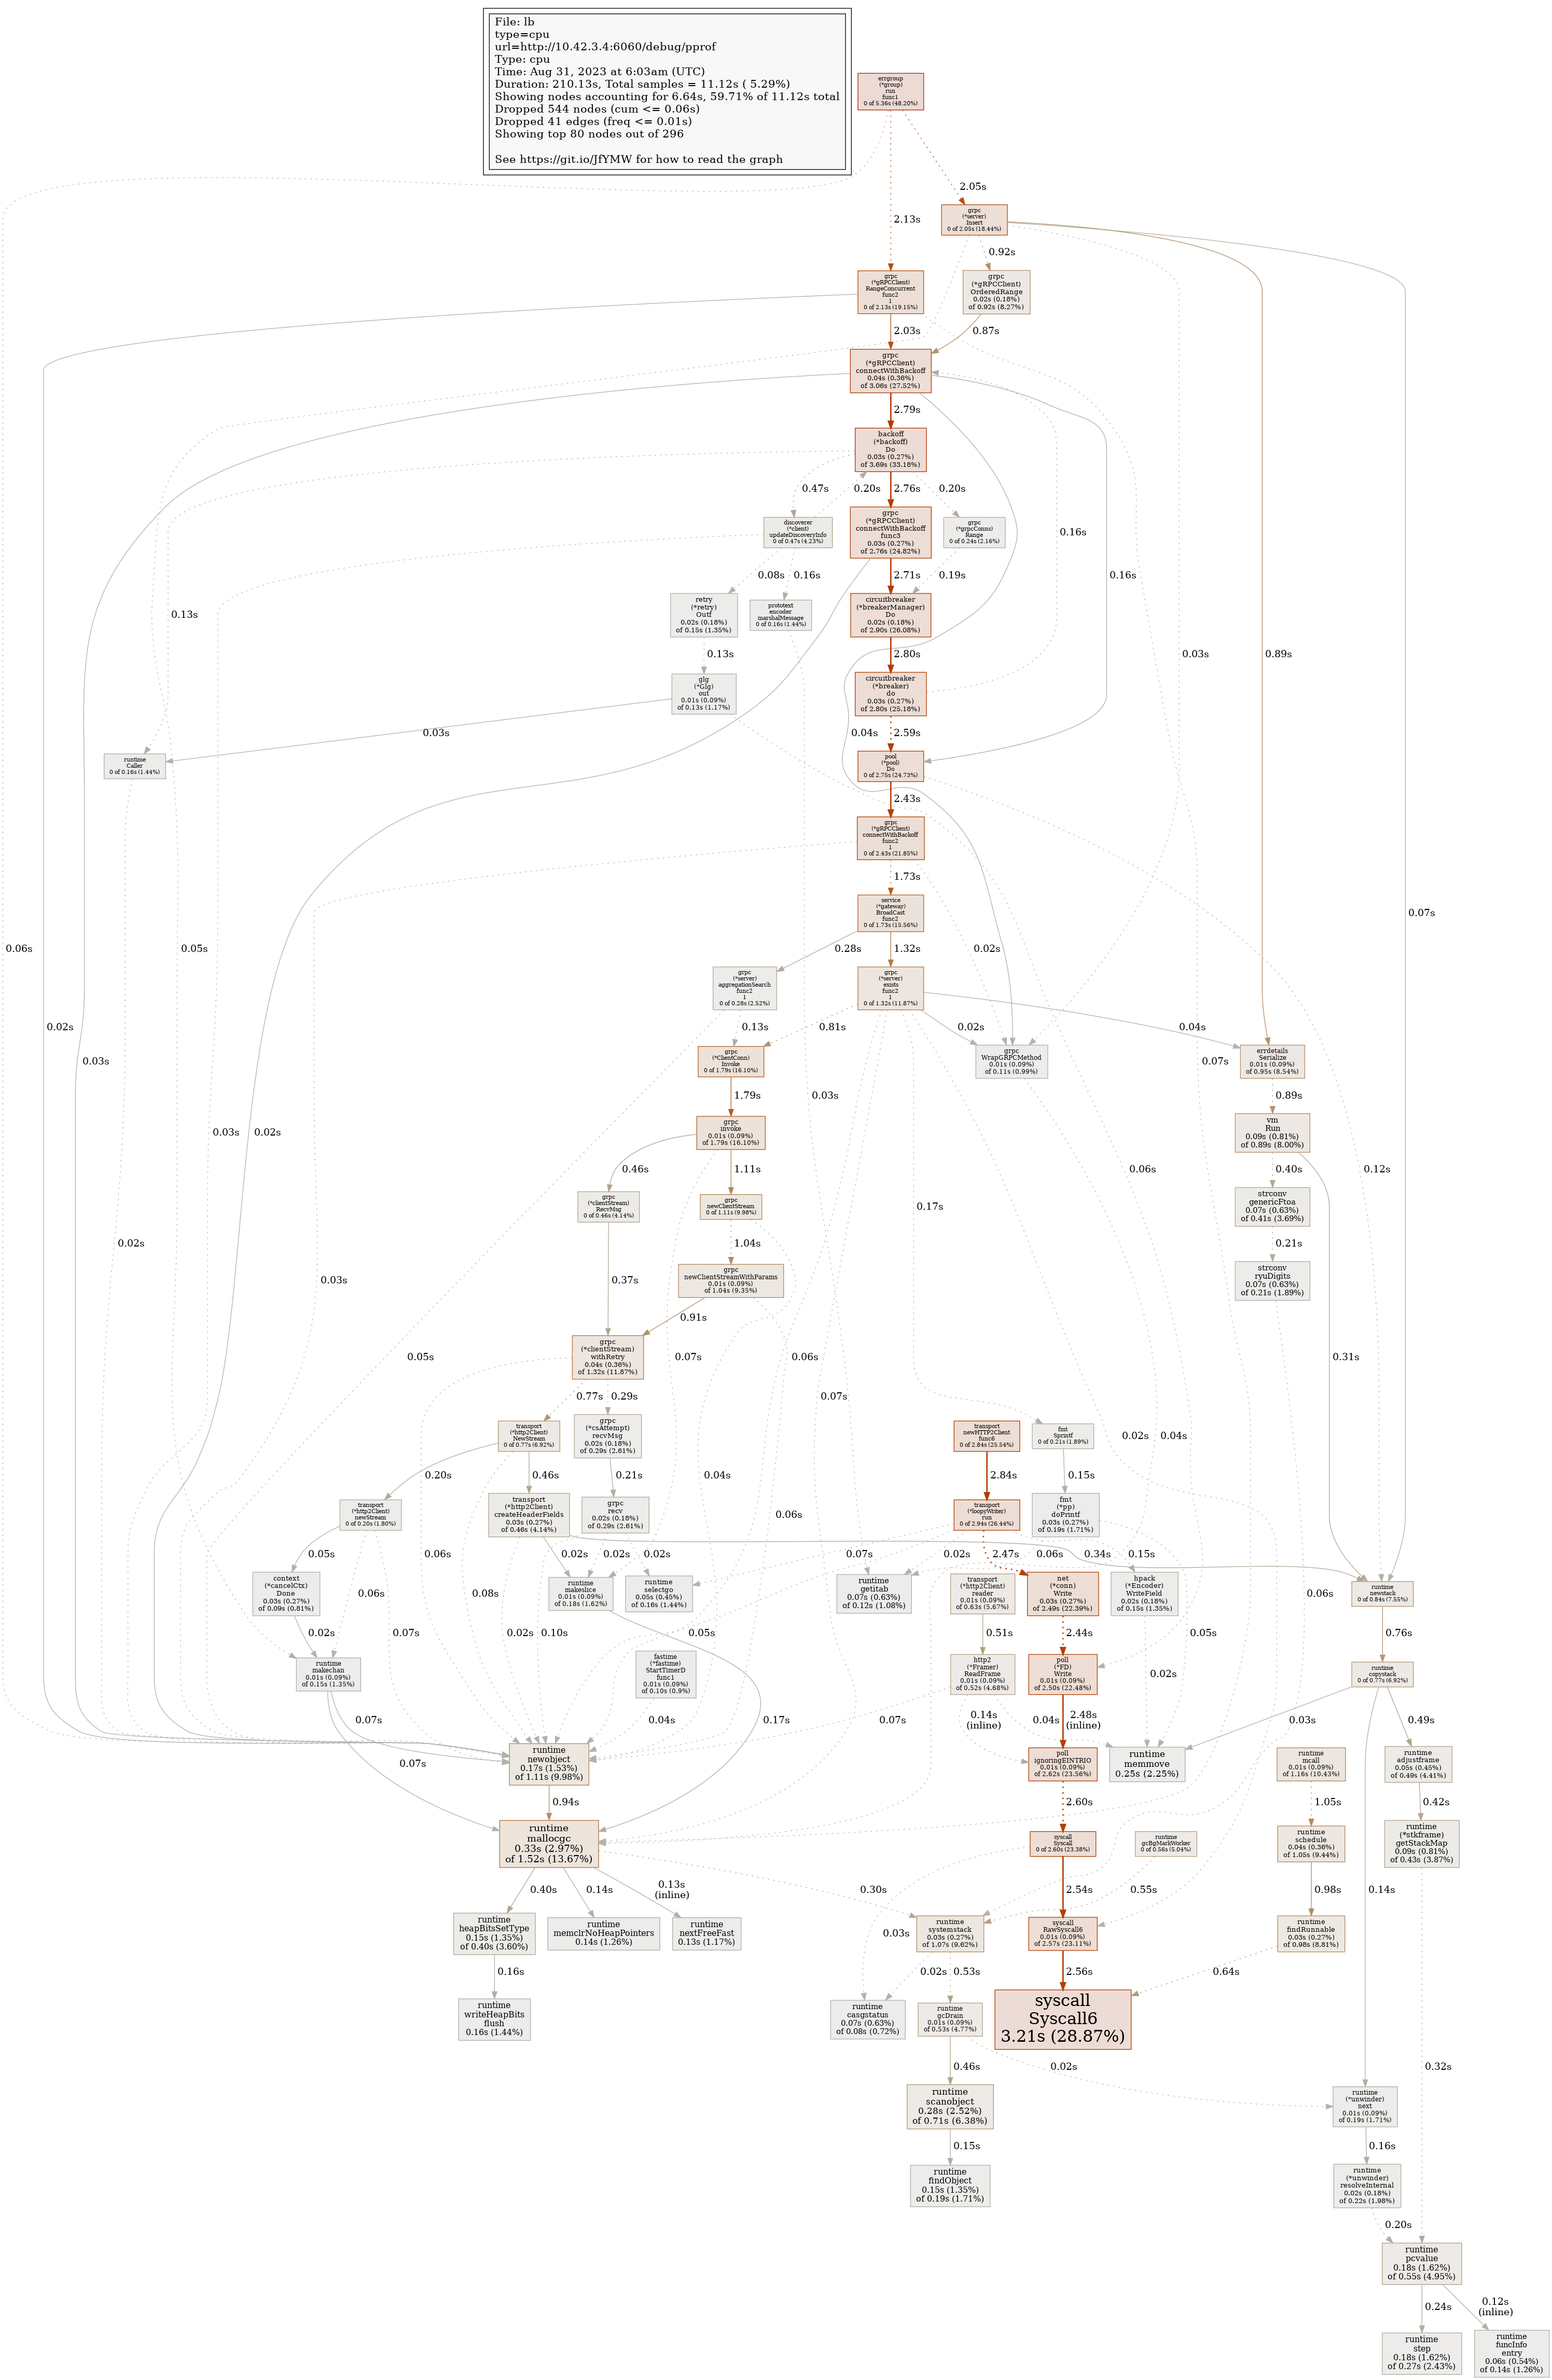 File: lb
type=cpu
url=http://10.42.3.4:6060/debug/pprof
Type: cpu
Time: Aug 31, 2023 at 6:03am (UTC)
Duration: 210.13s, Total samples = 11.12s ( 5.29%)
Showing nodes accounting for 6.64s, 59.71% of 11.12s total
Dropped 544 nodes (cum <= 0.06s)
Dropped 41 edges (freq <= 0.01s)
Showing top 80 nodes out of 296
See https://git.io/JfYMW for how to read the graph
errgroup
(*group)
run
func1
0 of 5.36s (48.20%)
2.05s
2.13s
grpc
(*server)
Insert
0 of 2.05s (18.44%)
0.92s
grpc
(*gRPCClient)
RangeConcurrent
func2
1
0 of 2.13s (19.15%)
grpc
(*gRPCClient)
OrderedRange
0.02s (0.18%)
of 0.92s (8.27%)
2.03s
0.87s
grpc
(*gRPCClient)
connectWithBackoff
0.04s (0.36%)
of 3.06s (27.52%)
2.79s
backoff
(*backoff)
Do
0.03s (0.27%)
of 3.69s (33.18%)
0.47s
0.20s
2.76s
0.20s
discoverer
(*client)
updateDiscoveryInfo
0 of 0.47s (4.23%)
grpc
(*gRPCClient)
connectWithBackoff
func3
0.03s (0.27%)
of 2.76s (24.82%)
grpc
(*grpcConns)
Range
0 of 0.24s (2.16%)
0.16s
0.08s
0.16s
2.71s
0.19s
0.16s
0.13s
retry
(*retry)
Outf
0.02s (0.18%)
of 0.15s (1.35%)
prototext
encoder
marshalMessage
0 of 0.16s (1.44%)
circuitbreaker
(*breakerManager)
Do
0.02s (0.18%)
of 2.90s (26.08%)
0.13s
2.80s
0.03s
0.89s
glg
(*Glg)
out
0.01s (0.09%)
of 0.13s (1.17%)
circuitbreaker
(*breaker)
do
0.03s (0.27%)
of 2.80s (25.18%)
0.03s
0.04s
2.59s
runtime
Caller
0 of 0.16s (1.44%)
pool
(*pool)
Do
0 of 2.75s (24.73%)
2.43s
grpc
(*gRPCClient)
connectWithBackoff
func2
1
0 of 2.43s (21.85%)
1.73s
service
(*gateway)
BroadCast
func2
0 of 1.73s (15.56%)
0.07s
0.06s
0.05s
0.28s
1.32s
0.02s
grpc
(*server)
aggregationSearch
func2
1
0 of 0.28s (2.52%)
grpc
(*server)
exists
func2
1
0 of 1.32s (11.87%)
0.02s
0.13s
0.81s
0.02s
0.04s
0.03s
grpc
(*ClientConn)
Invoke
0 of 1.79s (16.10%)
grpc
WrapGRPCMethod
0.01s (0.09%)
of 0.11s (0.99%)
0.07s
errdetails
Serialize
0.01s (0.09%)
of 0.95s (8.54%)
1.79s
0.03s
0.89s
0.03s
0.02s
grpc
invoke
0.01s (0.09%)
of 1.79s (16.10%)
vm
Run
0.09s (0.81%)
of 0.89s (8.00%)
0.46s
1.11s
0.06s
0.40s
0.12s
grpc
(*clientStream)
RecvMsg
0 of 0.46s (4.14%)
grpc
newClientStream
0 of 1.11s (9.98%)
0.17s
strconv
genericFtoa
0.07s (0.63%)
of 0.41s (3.69%)
0.02s
1.04s
0.21s
0.03s
0.37s
grpc
newClientStreamWithParams
0.01s (0.09%)
of 1.04s (9.35%)
strconv
ryuDigits
0.07s (0.63%)
of 0.21s (1.89%)
0.91s
0.05s
grpc
(*clientStream)
withRetry
0.04s (0.36%)
of 1.32s (11.87%)
0.07s
0.06s
0.31s
0.77s
0.29s
0.07s
transport
(*http2Client)
NewStream
0 of 0.77s (6.92%)
grpc
(*csAttempt)
recvMsg
0.02s (0.18%)
of 0.29s (2.61%)
transport
newHTTP2Client
func6
0 of 2.84s (25.54%)
fmt
Sprintf
0 of 0.21s (1.89%)
0.02s
0.04s
0.20s
0.46s
0.21s
0.04s
2.84s
0.15s
transport
(*http2Client)
newStream
0 of 0.20s (1.80%)
transport
(*http2Client)
createHeaderFields
0.03s (0.27%)
of 0.46s (4.14%)
grpc
recv
0.02s (0.18%)
of 0.29s (2.61%)
0.06s
transport
(*loopyWriter)
run
0 of 2.94s (26.44%)
fmt
(*pp)
doPrintf
0.03s (0.27%)
of 0.19s (1.71%)
0.05s
0.06s
0.02s
0.02s
0.02s
0.07s
0.02s
2.47s
0.06s
0.15s
0.34s
context
(*cancelCtx)
Done
0.03s (0.27%)
of 0.09s (0.81%)
0.06s
0.08s
runtime
makeslice
0.01s (0.09%)
of 0.18s (1.62%)
runtime
selectgo
0.05s (0.45%)
of 0.16s (1.44%)
runtime
getitab
0.07s (0.63%)
of 0.12s (1.08%)
transport
(*http2Client)
reader
0.01s (0.09%)
of 0.63s (5.67%)
net
(*conn)
Write
0.03s (0.27%)
of 2.49s (22.39%)
hpack
(*Encoder)
WriteField
0.02s (0.18%)
of 0.15s (1.35%)
0.06s
runtime
newstack
0 of 0.84s (7.55%)
0.02s
0.07s
0.02s
0.10s
0.05s
0.51s
2.44s
0.05s
0.76s
runtime
makechan
0.01s (0.09%)
of 0.15s (1.35%)
fastime
(*fastime)
StartTimerD
func1
0.01s (0.09%)
of 0.10s (0.9%)
http2
(*Framer)
ReadFrame
0.01s (0.09%)
of 0.52s (4.68%)
poll
(*FD)
Write
0.01s (0.09%)
of 2.50s (22.48%)
0.02s
runtime
copystack
0 of 0.77s (6.92%)
0.07s
0.04s
0.17s
0.07s
0.14s
(inline)
0.04s
2.48s
(inline)
0.03s
0.49s
0.07s
runtime
newobject
0.17s (1.53%)
of 1.11s (9.98%)
poll
ignoringEINTRIO
0.01s (0.09%)
of 2.62s (23.56%)
runtime
memmove
0.25s (2.25%)
runtime
mcall
0.01s (0.09%)
of 1.16s (10.43%)
runtime
adjustframe
0.05s (0.45%)
of 0.49s (4.41%)
0.94s
2.60s
1.05s
0.42s
runtime
mallocgc
0.33s (2.97%)
of 1.52s (13.67%)
syscall
Syscall
0 of 2.60s (23.38%)
runtime
gcBgMarkWorker
0 of 0.56s (5.04%)
runtime
schedule
0.04s (0.36%)
of 1.05s (9.44%)
runtime
(*stkframe)
getStackMap
0.09s (0.81%)
of 0.43s (3.87%)
0.40s
0.14s
0.13s
(inline)
0.30s
2.54s
0.55s
0.98s
0.14s
runtime
heapBitsSetType
0.15s (1.35%)
of 0.40s (3.60%)
runtime
memclrNoHeapPointers
0.14s (1.26%)
runtime
nextFreeFast
0.13s (1.17%)
0.03s
runtime
systemstack
0.03s (0.27%)
of 1.07s (9.62%)
syscall
RawSyscall6
0.01s (0.09%)
of 2.57s (23.11%)
runtime
findRunnable
0.03s (0.27%)
of 0.98s (8.81%)
0.16s
0.02s
0.53s
2.56s
0.64s
runtime
writeHeapBits
flush
0.16s (1.44%)
runtime
casgstatus
0.07s (0.63%)
of 0.08s (0.72%)
runtime
gcDrain
0.01s (0.09%)
of 0.53s (4.77%)
syscall
Syscall6
3.21s (28.87%)
0.46s
0.02s
0.32s
runtime
scanobject
0.28s (2.52%)
of 0.71s (6.38%)
runtime
(*unwinder)
next
0.01s (0.09%)
of 0.19s (1.71%)
0.15s
0.16s
runtime
findObject
0.15s (1.35%)
of 0.19s (1.71%)
runtime
(*unwinder)
resolveInternal
0.02s (0.18%)
of 0.22s (1.98%)
0.20s
runtime
pcvalue
0.18s (1.62%)
of 0.55s (4.95%)
0.24s
0.12s
(inline)
runtime
step
0.18s (1.62%)
of 0.27s (2.43%)
runtime
funcInfo
entry
0.06s (0.54%)
of 0.14s (1.26%)